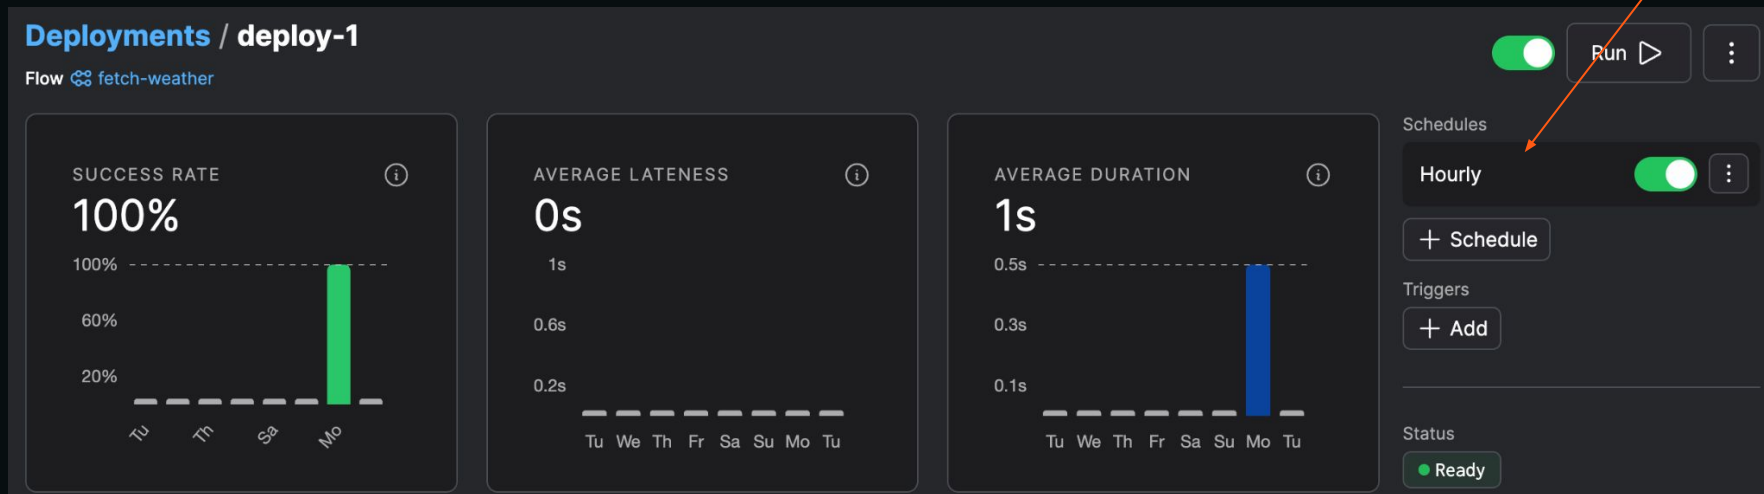 Deployments / deploy-1
Flow fetch-weather
Run
SUCCESS RATE
100%
100%
60%
20%
Tu Th Sa Mo
AVERAGE LATENESS
0s
1s
0.6s
0.2s
Tu We Th Fr Sa Su Mo Tu
AVERAGE DURATION
1s
0.5s
0.3s
0.1s
Tu We Th Fr Sa Su Mo Tu
Schedules
Hourly
+ Schedule
Triggers
+ Add
Status
Ready